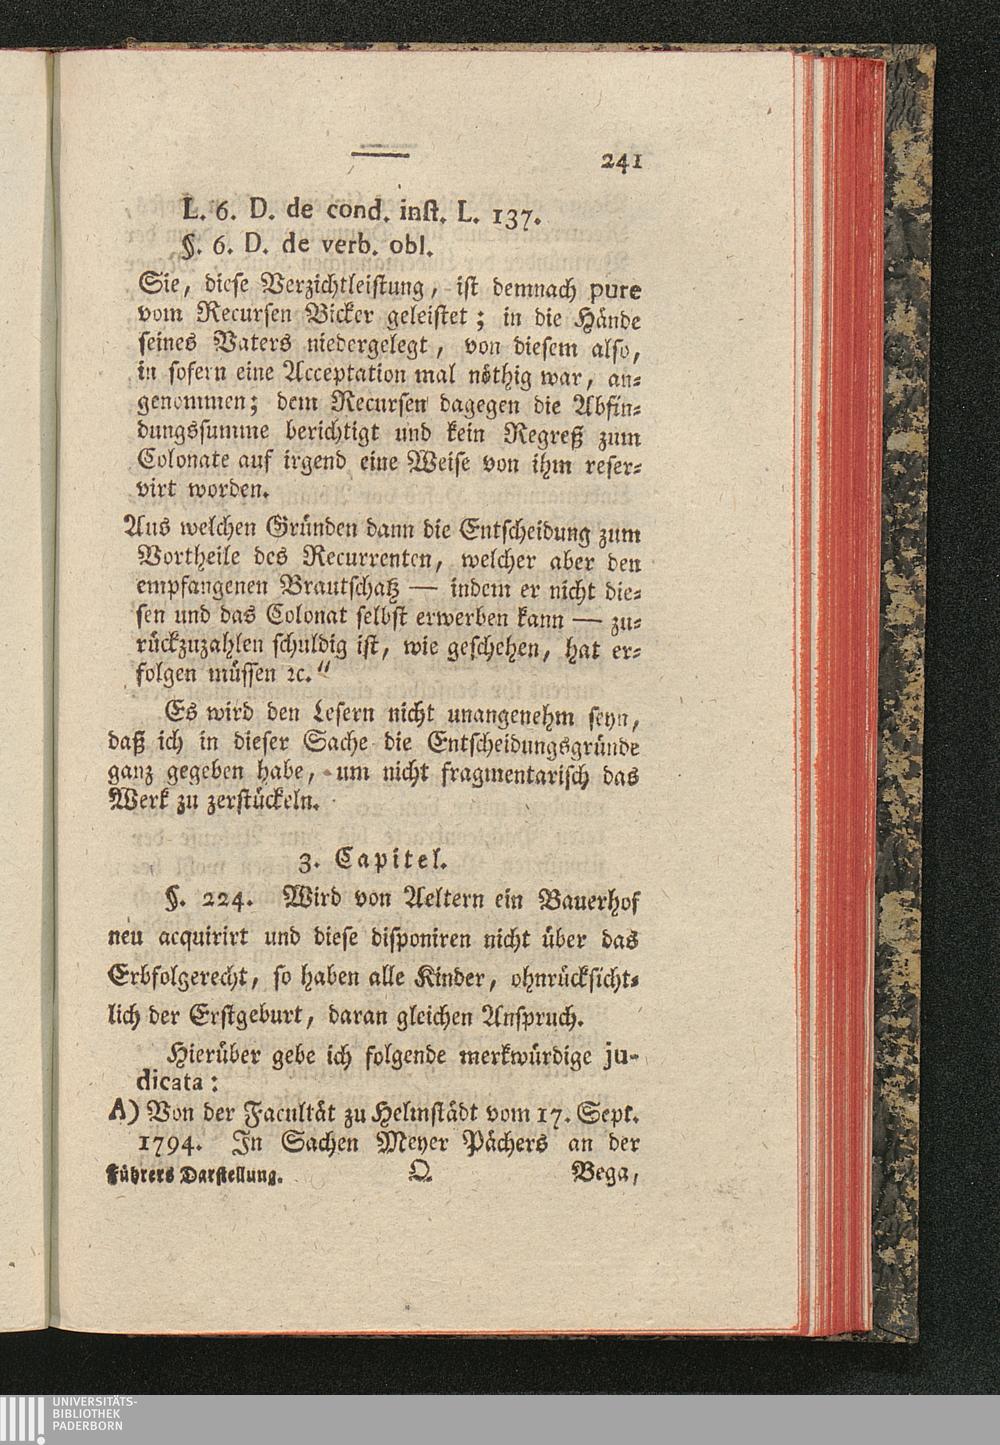 241
L. 6. D. de cond. inſt. L. 137.
§. 6. D. de verb. obl.
Sie, dieſe Verzichtleiſtung, iſt demnach pure
vom Recurſen Bicker geleiſtet; in die Hände
ſeines Vaters niedergelegt, von dieſem alſo,
in ſofern eine Acceptation mal nöthig war, an⸗
genommen; dem Recurſen dagegen die Abfin⸗
dungsſumme berichtigt und kein Regreß zum
Colonate auf irgend eine Weiſe von ihm reſer⸗
virt worden.
Aus welchen Gründen dann die Entſcheidung zum
Vortheile des Recurrenten, welcher aber den
empfangenen Brautſchatz — indem er nicht die⸗
ſen und das Colonat ſelbſt erwerben kann — zu⸗
rückzuzahlen ſchuldig iſt, wie geſchehen, hat er⸗
folgen müſſen ꝛc.“
Es wird den Leſern nicht unangenehm ſeyn,
daß ich in dieſer Sache die Entſcheidungsgründe
ganz gegeben habe, um nicht fragmentariſch das
Werk zu zerſtückeln.
3. Capitel.
§. 224. Wird von Aeltern ein Bauerhof
neu acquirirt und dieſe diſponiren nicht über das
Erbfolgerecht, ſo haben alle Kinder, ohnrückſicht⸗
lich der Erſtgeburt, daran gleichen Anſpruch.
Hierüber gebe ich folgende merkwürdige ju-
dicata:
A) Von der Facultät zu Helmſtädt vom 17. Sept.
1794. In Sachen Meyer Pächers an der
Führers Darſtellung. Q Bega,
UNIVERSITÄTS-
BIBLIOTHEK
PADERBORN